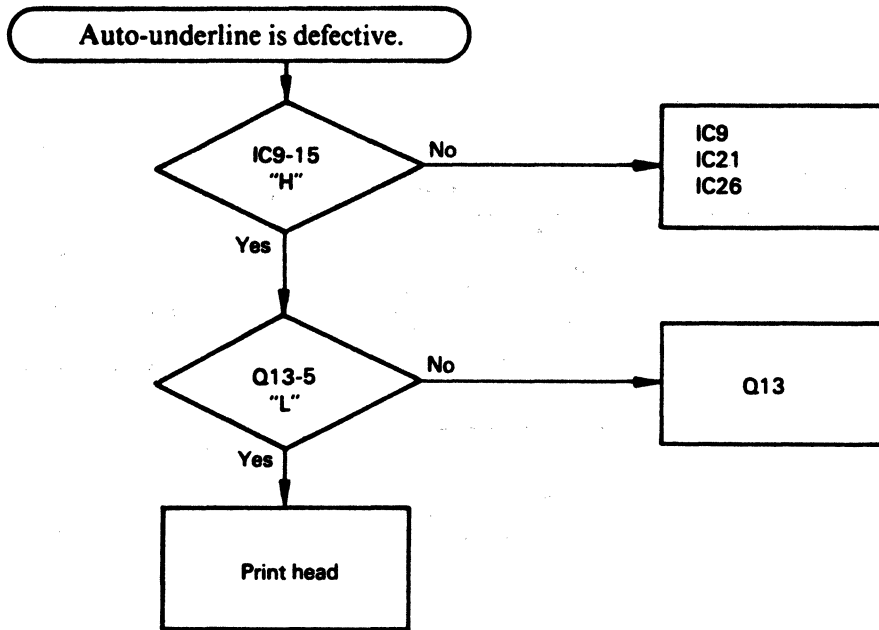 Auto-underline is defective.
IC9-15
"H"
No
IC9
IC21
IC26
Yes
Q13-5
"L"
No
Q13
Yes
Print head